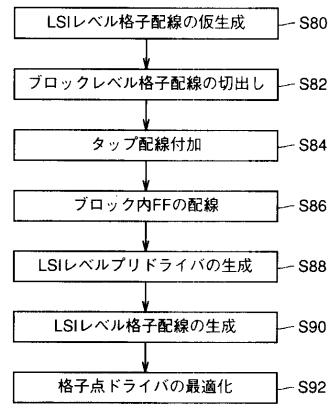 LSIレベル格子配線の仮生成 S80
ブロックレベル格子配線の切出し S82
タップ配線付加 S84
ブロック内FFの配線 S86
LSIレベルプリドライバの生成 S88
LSIレベル格子配線の生成 S90
格子点ドライバの最適化 S92